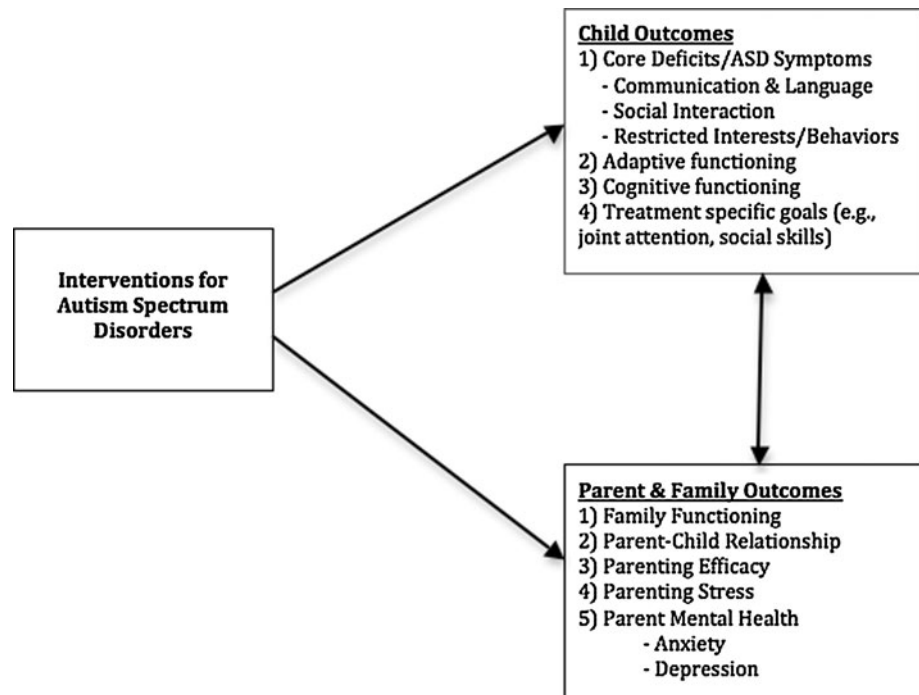 Child Outcomes
1) Core Deficits/ASD Symptoms
- Communication & Language
- Social Interaction
- Restricted Interests/Behaviors
2) Adaptive functioning
3) Cognitive functioning
4) Treatment specific goals (e.g.,
joint attention, social skills)
Interventions for
Autism Spectrum
Disorders
Parent & Family Outcomes
1) Family Functioning
2) Parent-Child Relationship
3) Parenting Efficacy
4) Parenting Stress
5) Parent Mental Health
- Anxiety
- Depression